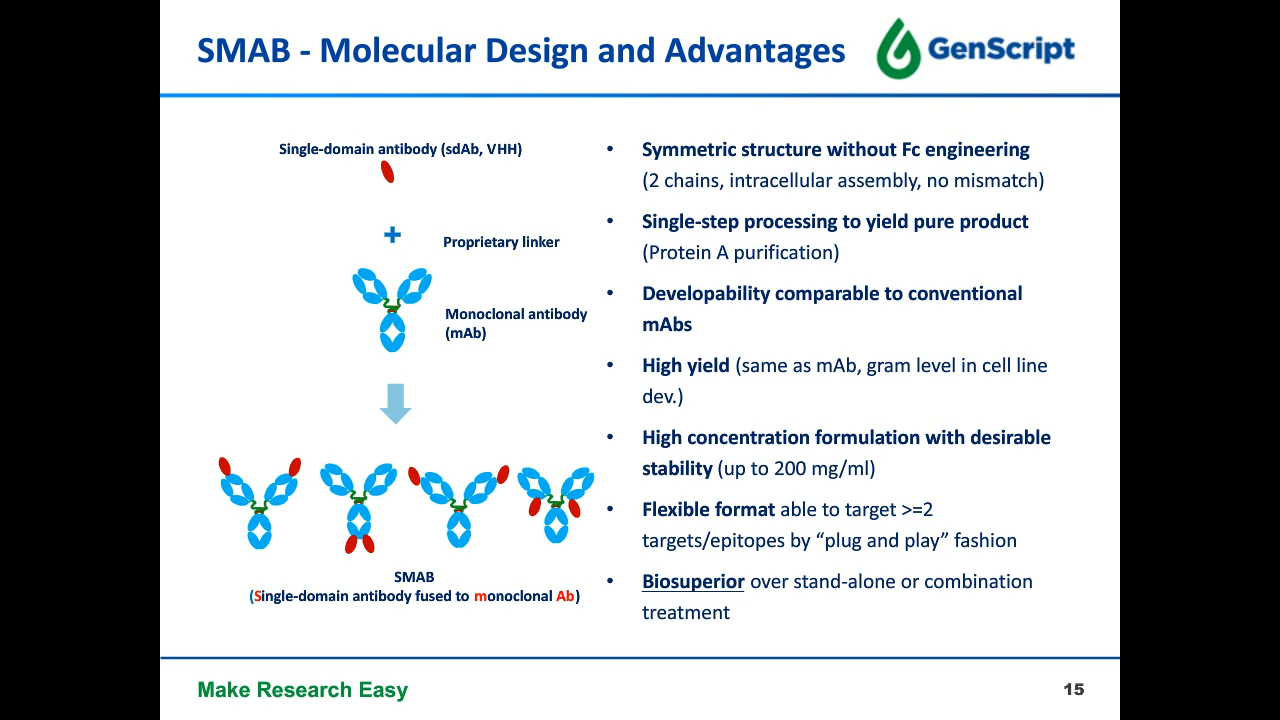 SMAB - Molecular Design and Advantages
GenScript
Single-domain antibody (sdAb, VHH)
+
Proprietary linker
Monoclonal antibody
(mAb)
SMAB
(Single-domain antibody fused to monoclonal Ab)
• Symmetric structure without Fc engineering
(2 chains, intracellular assembly, no mismatch)
• Single-step processing to yield pure product
(Protein A purification)
• Developability comparable to conventional
mAbs
• High yield (same as mAb, gram level in cell line
dev.)
• High concentration formulation with desirable
stability (up to 200 mg/ml)
• Flexible format able to target >=2
targets/epitopes by “plug and play” fashion
• Biosuperior over stand-alone or combination
treatment
Make Research Easy
15